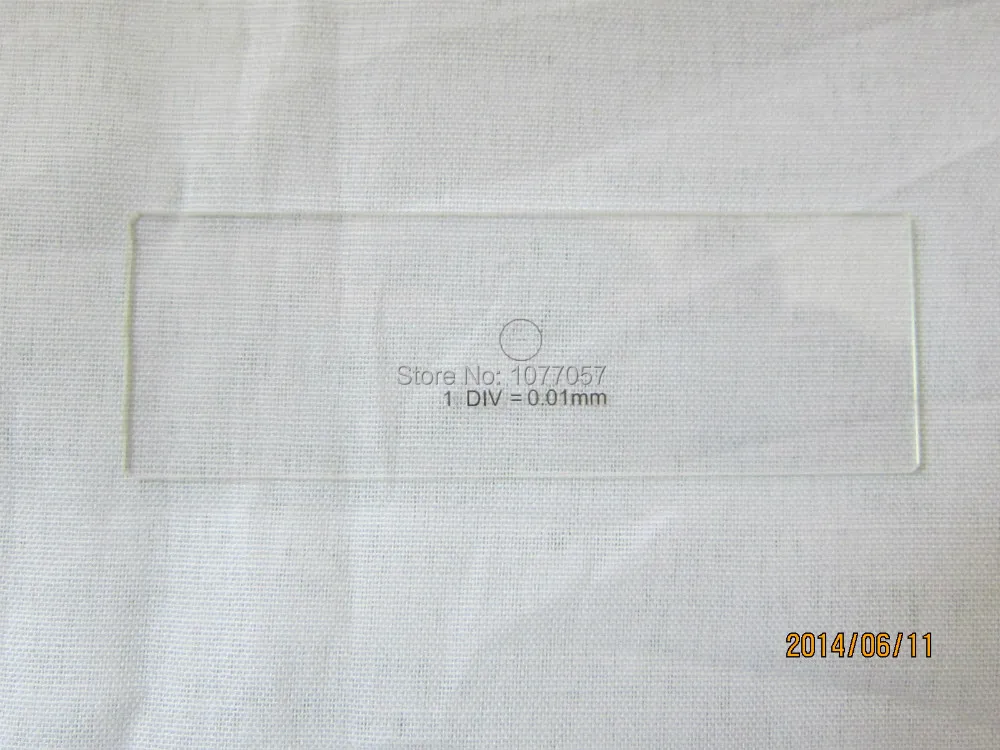 Store No: 1077057
1 DIV = 0.01mm
2014/06/11